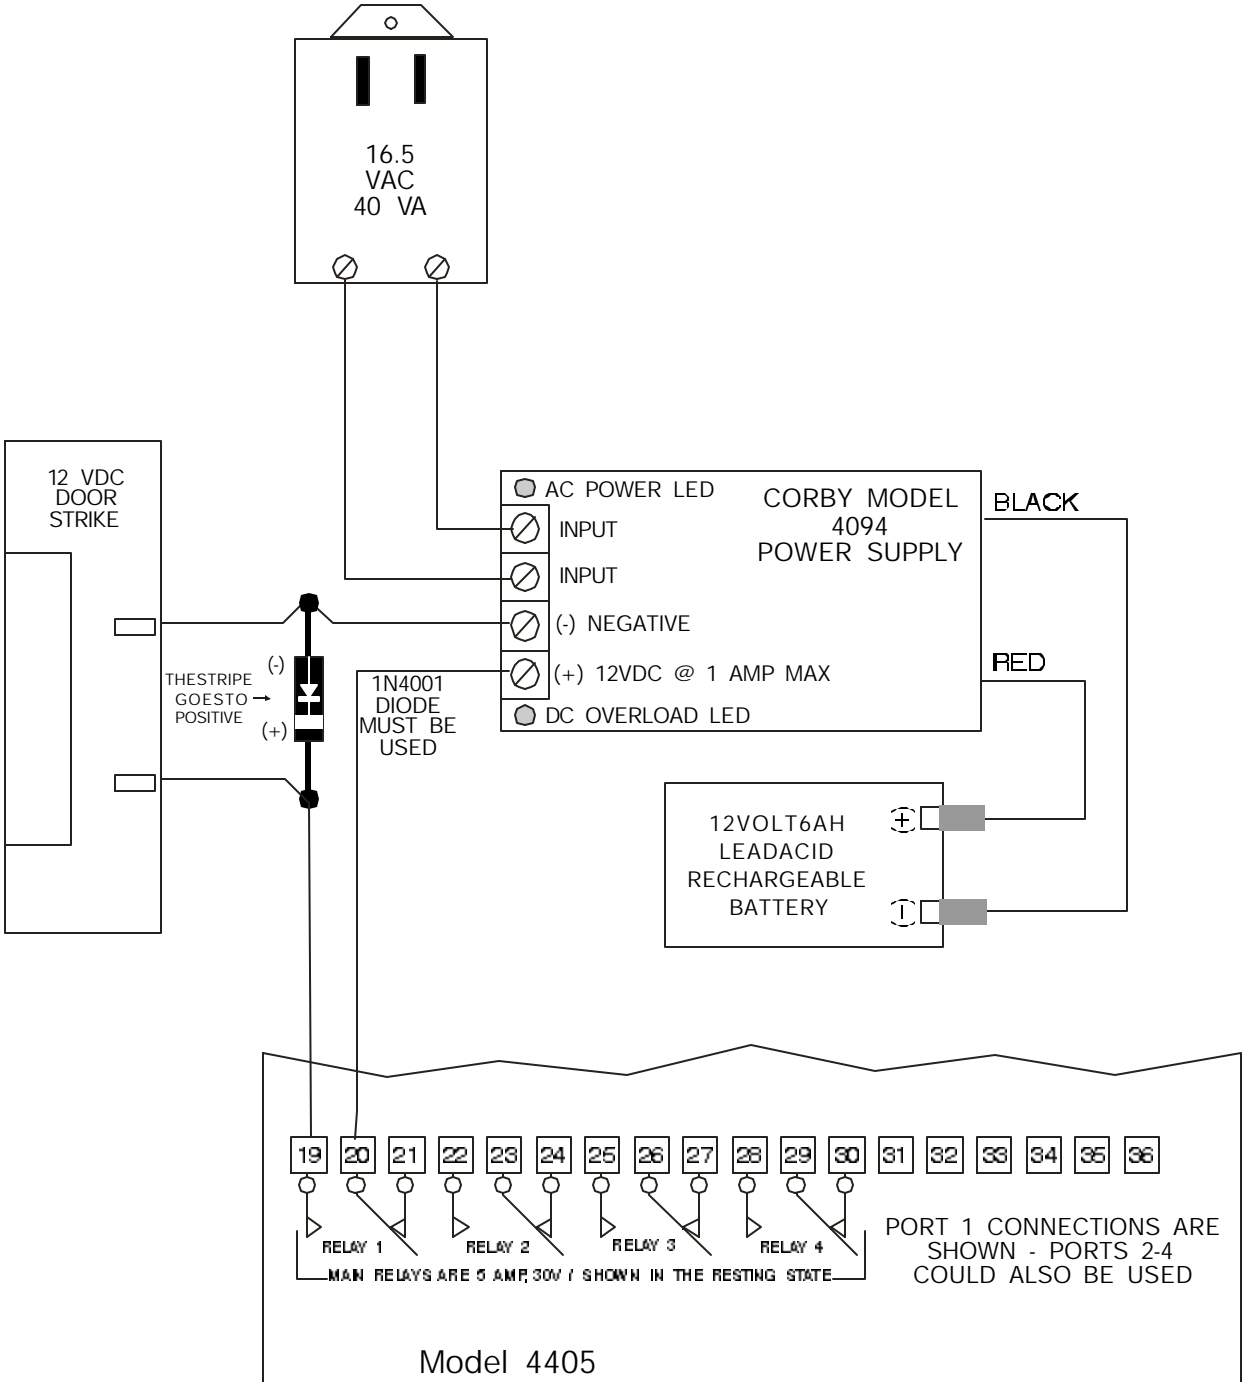 16.5
VAC
40 VA
12 VDC
DOOR
STRIKE
AC POWER LED
INPUT
INPUT
(-) NEGATIVE
(+) 12VDC @ 1 AMP MAX
DC OVERLOAD LED
CORBY MODEL
4094
POWER SUPPLY
BLACK
RED
(-)
THESTRIPE
GOESTO
POSITIVE
(+)
1N4001
DIODE
MUST BE
USED
12VOLT6AH
LEADACID
RECHARGEABLE
BATTERY
+
-
19 20 21 22 23 24 25 26 27 28 29 30 31 32 33 34 35 36
RELAY 1 RELAY 2 RELAY 3 RELAY 4
MAIN RELAYS ARE 5 AMP, 30V / SHOWN IN THE RESTING STATE
PORT 1 CONNECTIONS ARE
SHOWN - PORTS 2-4
COULD ALSO BE USED
Model 4405